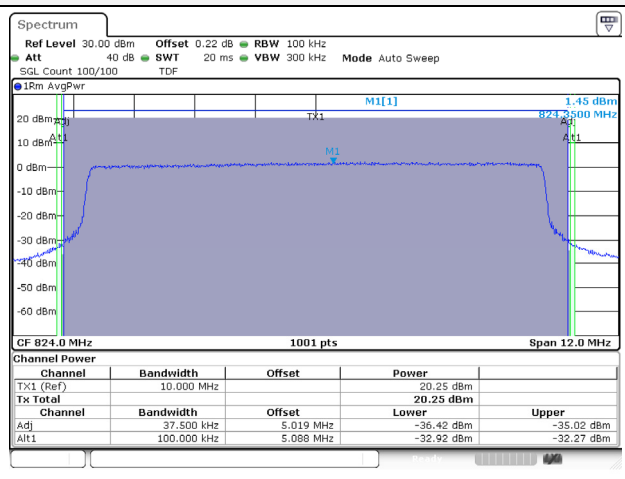 Spectrum
Ref Level 30.00 dBm Offset 0.22 dB RBW 100 kHz
Att 40 dB SWT 20 ms VBW 300 kHz Mode Auto Sweep
SGL Count 100/100 TDF
1Rm AvgPwr
M1[1] 1.45 dBm
824.3500 MHz
20 dBm Adj TX1 Adj
10 dBm Alt1 Alt1
M1
0 dBm
-10 dBm
-20 dBm
-30 dBm
-40 dBm
-50 dBm
-60 dBm
CF 824.0 MHz 1001 pts Span 12.0 MHz
Channel Power
Channel Bandwidth Offset Power
TX1 (Ref) 10.000 MHz 20.25 dBm
Tx Total 20.25 dBm
Channel Bandwidth Offset Lower Upper
Adj 37.500 kHz 5.019 MHz -36.42 dBm -35.02 dBm
Alt1 100.000 kHz 5.088 MHz -32.92 dBm -32.27 dBm
Ready